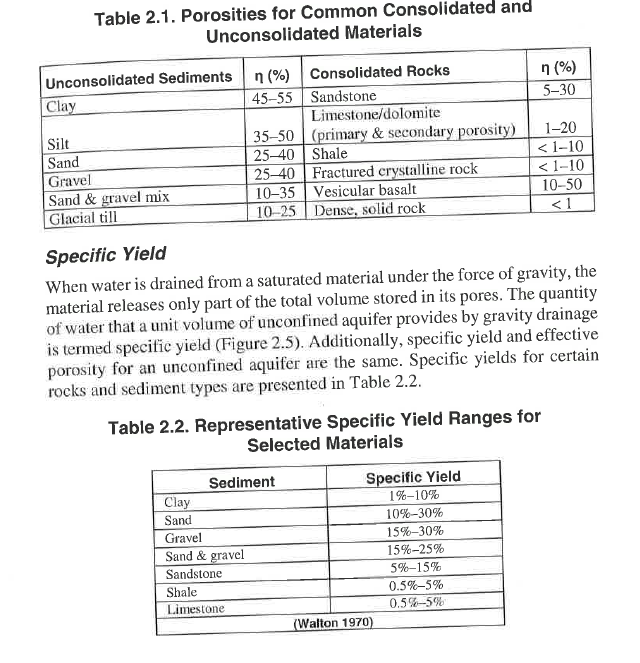 Table 2.1. Porosities for Common Consolidated and
Unconsolidated Materials
Unconsolidated Sediments η (%) Consolidated Rocks η (%)
Clay 45–55 Sandstone 5–30
Limestone/dolomite
Silt 35–50 (primary & secondary porosity) 1–20
Sand 25–40 Shale < 1–10
Gravel 25–40 Fractured crystalline rock < 1–10
Sand & gravel mix 10–35 Vesicular basalt 10–50
Glacial till 10–25 Dense, solid rock < 1
Specific Yield
When water is drained from a saturated material under the force of gravity, the
material releases only part of the total volume stored in its pores. The quantity
of water that a unit volume of unconfined aquifer provides by gravity drainage
is termed specific yield (Figure 2.5). Additionally, specific yield and effective
porosity for an unconfined aquifer are the same. Specific yields for certain
rocks and sediment types are presented in Table 2.2.
Table 2.2. Representative Specific Yield Ranges for
Selected Materials
Sediment Specific Yield
Clay 1%–10%
Sand 10%–30%
Gravel 15%–30%
Sand & gravel 15%–25%
Sandstone 5%–15%
Shale 0.5%–5%
Limestone 0.5%–5%
(Walton 1970)